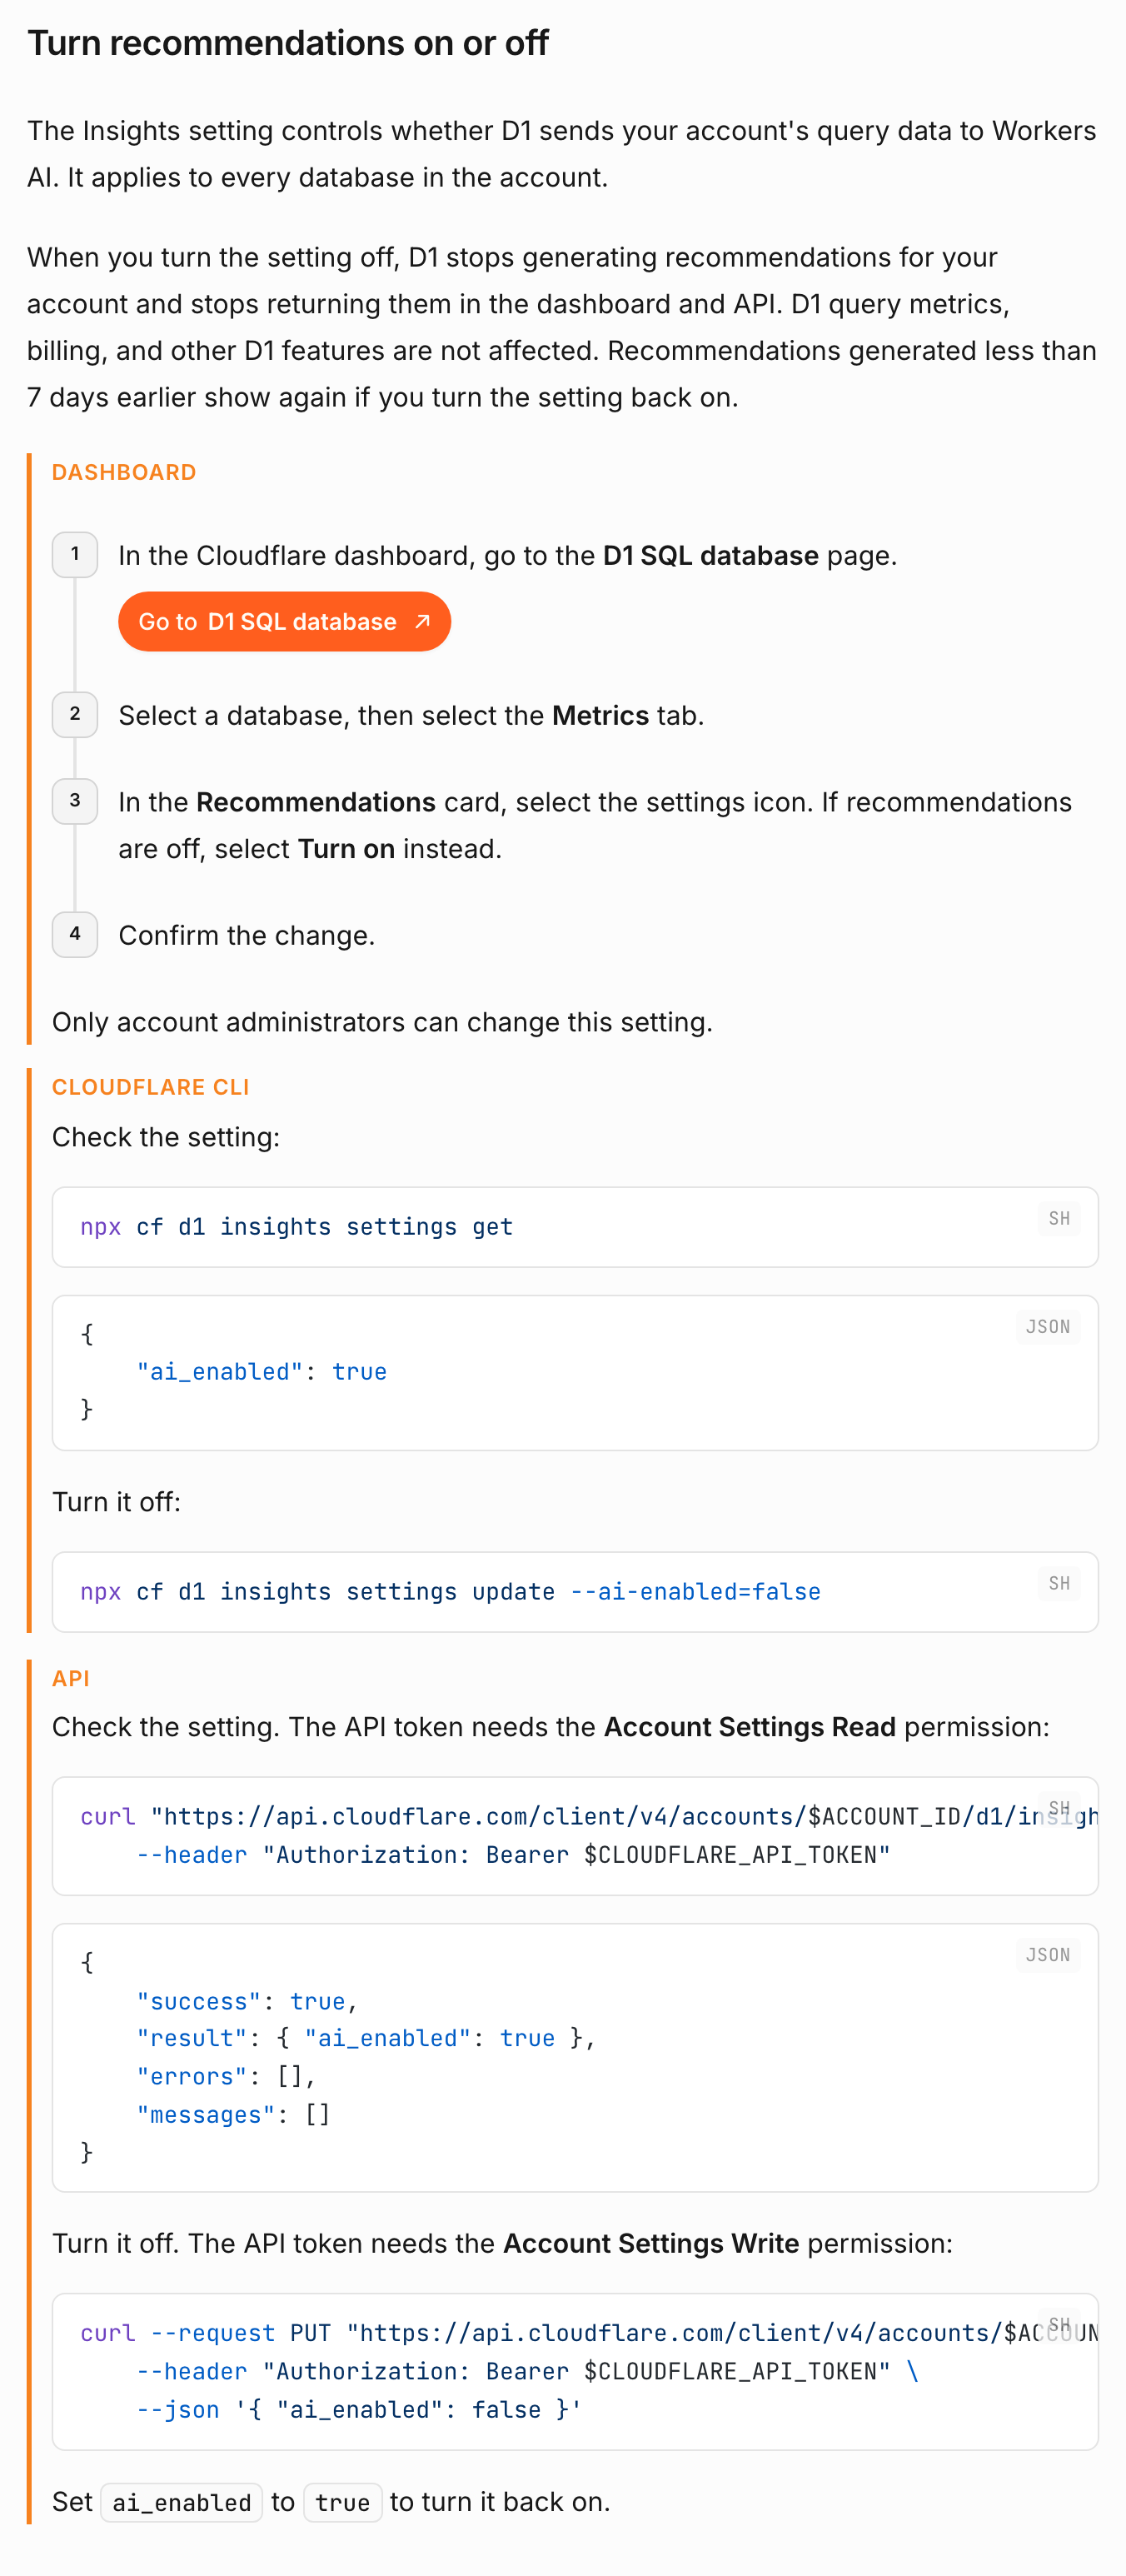 Turn recommendations on or off
The Insights setting controls whether D1 sends your account's query data to Workers
AI. It applies to every database in the account.
When you turn the setting off, D1 stops generating recommendations for your
account and stops returning them in the dashboard and API. D1 query metrics,
billing, and other D1 features are not affected. Recommendations generated less than
7 days earlier show again if you turn the setting back on.
DASHBOARD
1 In the Cloudflare dashboard, go to the D1 SQL database page.
Go to D1 SQL database ↗
2 Select a database, then select the Metrics tab.
3 In the Recommendations card, select the settings icon. If recommendations
are off, select Turn on instead.
4 Confirm the change.
Only account administrators can change this setting.
CLOUDFLARE CLI
Check the setting:
SH
npx cf d1 insights settings get
JSON
{
    "ai_enabled": true
}
Turn it off:
SH
npx cf d1 insights settings update --ai-enabled=false
API
Check the setting. The API token needs the Account Settings Read permission:
SH
curl "https://api.cloudflare.com/client/v4/accounts/$ACCOUNT_ID/d1/insigh
    --header "Authorization: Bearer $CLOUDFLARE_API_TOKEN"
JSON
{
    "success": true,
    "result": { "ai_enabled": true },
    "errors": [],
    "messages": []
}
Turn it off. The API token needs the Account Settings Write permission:
SH
curl --request PUT "https://api.cloudflare.com/client/v4/accounts/$ACCOUN
    --header "Authorization: Bearer $CLOUDFLARE_API_TOKEN" \
    --json '{ "ai_enabled": false }'
Set ai_enabled to true to turn it back on.